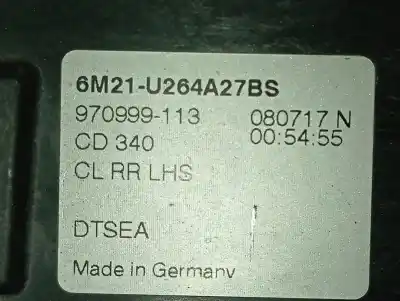 6M21-U264A27BS
970999-113 080717 N
CD 340 00:54:55
CL RR LHS
DTSEA
Made in Germany